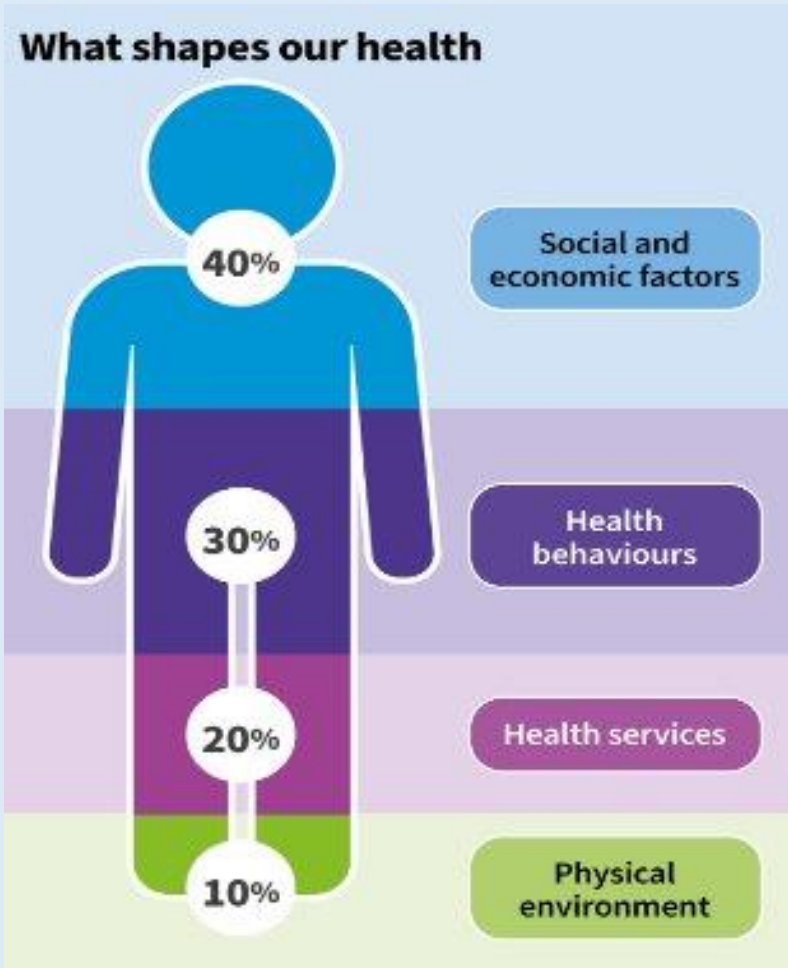 What shapes our health
40%
Social and
economic factors
30%
Health
behaviours
20%
Health services
10%
Physical
environment